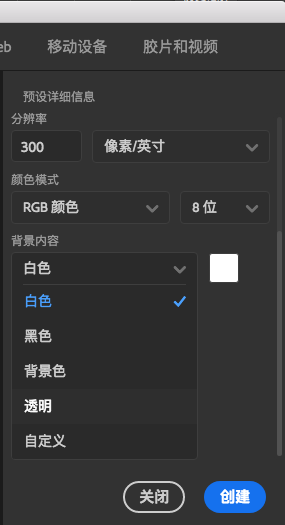 eb 移动设备 胶片和视频
预设详细信息
分辨率
300 像素/英寸
颜色模式
RGB 颜色 8 位
背景内容
白色
白色
黑色
背景色
透明
自定义
关闭 创建